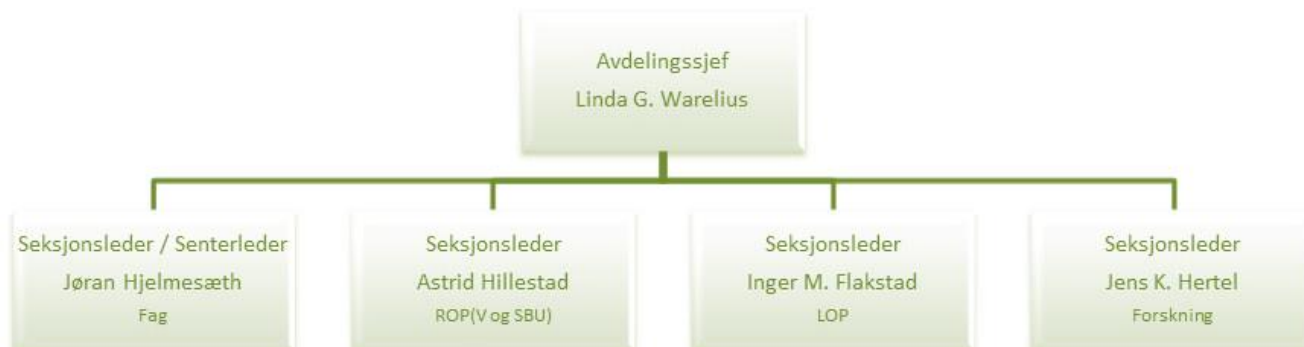 Avdelingssjef
Linda G. Warelius
Seksjonsleder / Senterleder
Jøran Hjelmesæth
Fag
Seksjonsleder
Astrid Hillestad
ROP(V og SBU)
Seksjonsleder
Inger M. Flakstad
LOP
Seksjonsleder
Jens K. Hertel
Forskning